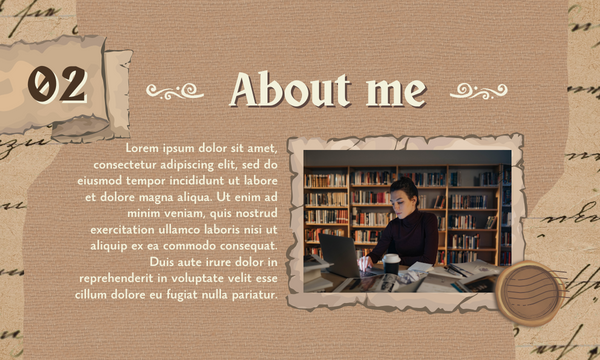 02
About me
Lorem ipsum dolor sit amet,
consectetur adipiscing elit, sed do
eiusmod tempor incididunt ut labore
et dolore magna aliqua. Ut enim ad
minim veniam, quis nostrud
exercitation ullamco laboris nisi ut
aliquip ex ea commodo consequat.
Duis aute irure dolor in
reprehenderit in voluptate velit esse
cillum dolore eu fugiat nulla pariatur.